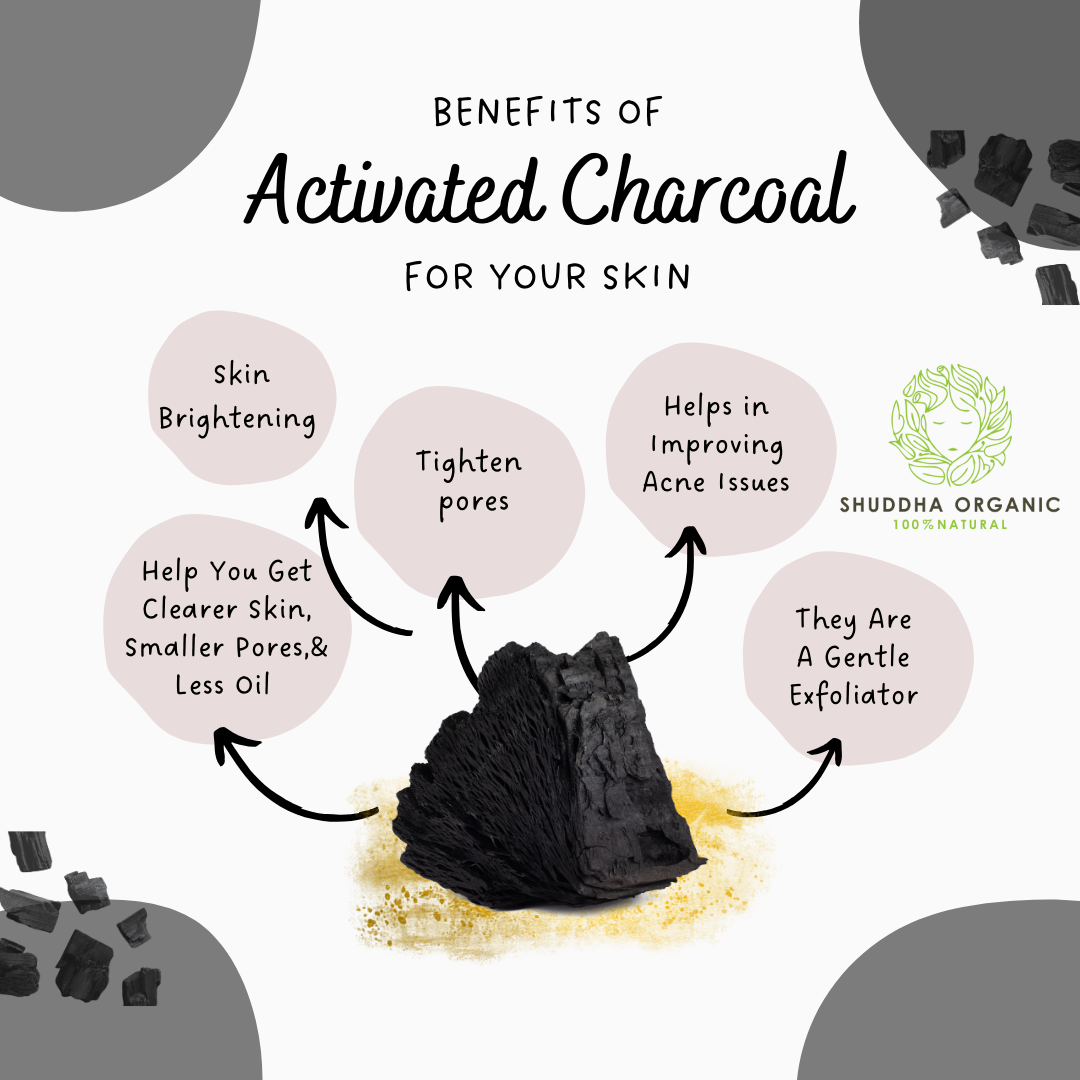 BENEFITS OF
Activated Charcoal
FOR YOUR SKIN
Skin
Brightening
Tighten
pores
Helps in
Improving
Acne Issues
SHUDDHA ORGANIC
100%NATURAL
Help You Get
Clearer Skin,
Smaller Pores,&
Less Oil
They Are
A Gentle
Exfoliator